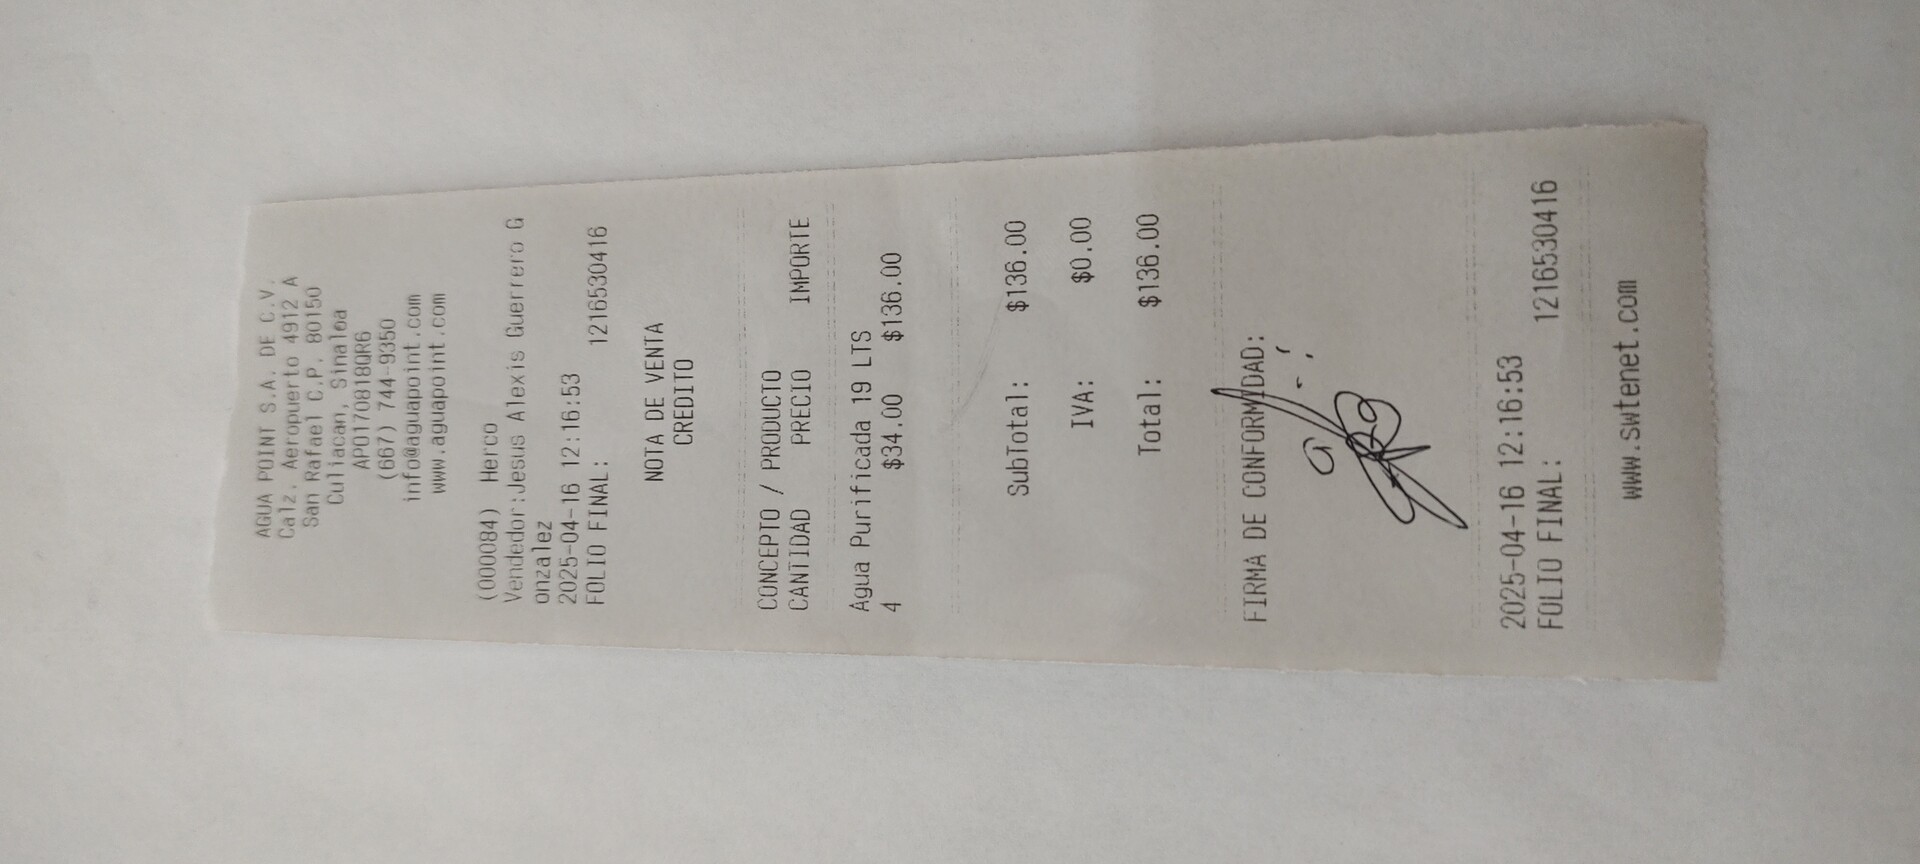 AGUA POINT S.A. DE C.V.
Calz. Aeropuerto 4912 A
San Rafael C.P. 80150
Culiacan, Sinaloa
APO170818QR6
(667) 744-9350
info@aguapoint.com
www.aguapoint.com
(000084) Herco
Vendedor:Jesus Alexis Guerrero G
onzalez
2025-04-16 12:16:53
FOLIO FINAL: 1216530416
NOTA DE VENTA
CREDITO
CONCEPTO / PRODUCTO
CANTIDAD PRECIO IMPORTE
Agua Purificada 19 LTS
4 $34.00 $136.00
SubTotal: $136.00
IVA: $0.00
Total: $136.00
FIRMA DE CONFORMIDAD:
2025-04-16 12:16:53
FOLIO FINAL: 1216530416
www.swtenet.com